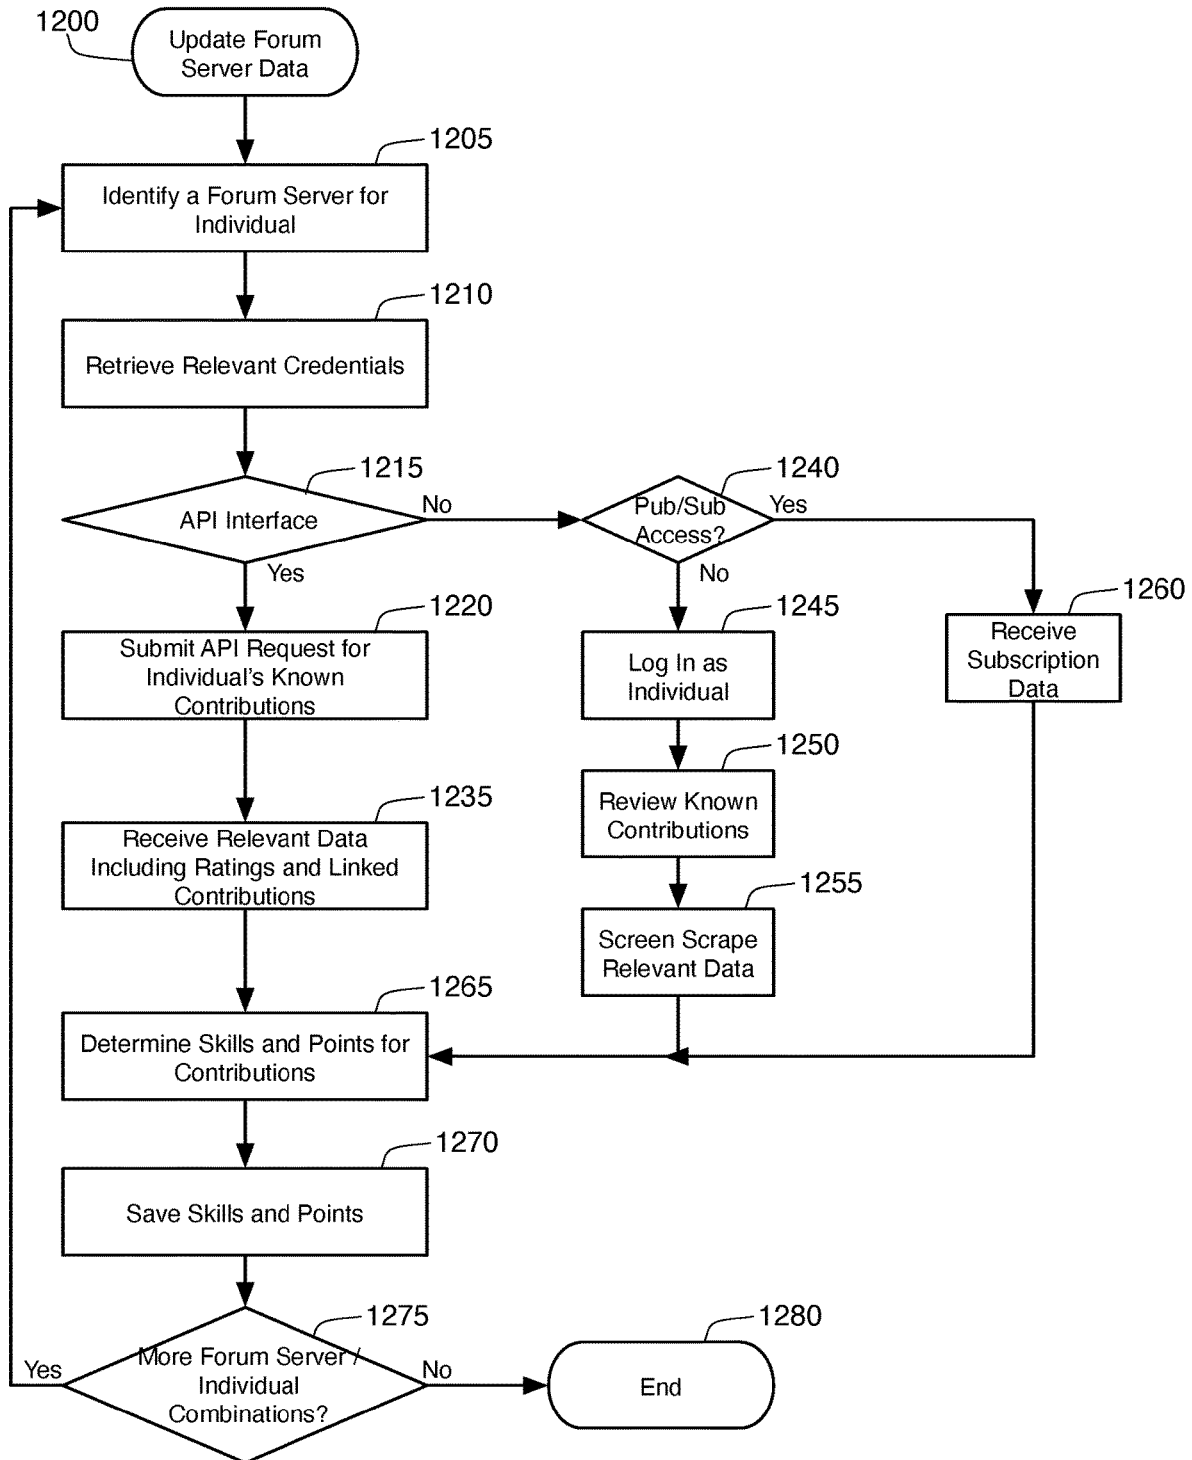 1200
Update Forum
Server Data
1205
Identify a Forum Server for
Individual
1210
Retrieve Relevant Credentials
1215
API Interface
No
Yes
1240
Pub/Sub
Access?
Yes
No
1220
Submit API Request for
Individual's Known
Contributions
1245
Log In as
Individual
1260
Receive
Subscription
Data
1235
Receive Relevant Data
Including Ratings and Linked
Contributions
1250
Review Known
Contributions
1255
Screen Scrape
Relevant Data
1265
Determine Skills and Points for
Contributions
1270
Save Skills and Points
1275
More Forum Server /
Individual
Combinations?
Yes
No
1280
End